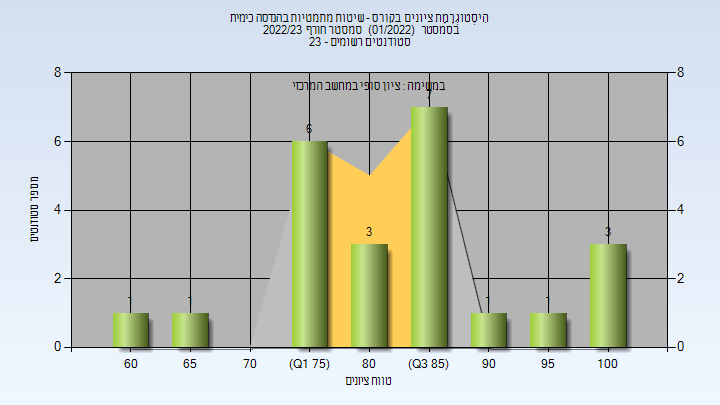 הִיסְטוגְרָמַת ציונים בקורס - שיטות מתמטיות בהנדסה כימית
בסמסטר (01/2022) סמסטר חורף 2022/23
סטודנטים רשומים - 23
במשימה : ציון סופי במחשב המרכזי
מספר סטודנטים
8 8
6 6
4 4
2 2
0 0
1 1 6 3 7 1 1 3
60 65 70 (Q1 75) 80 (Q3 85) 90 95 100
טווח ציונים